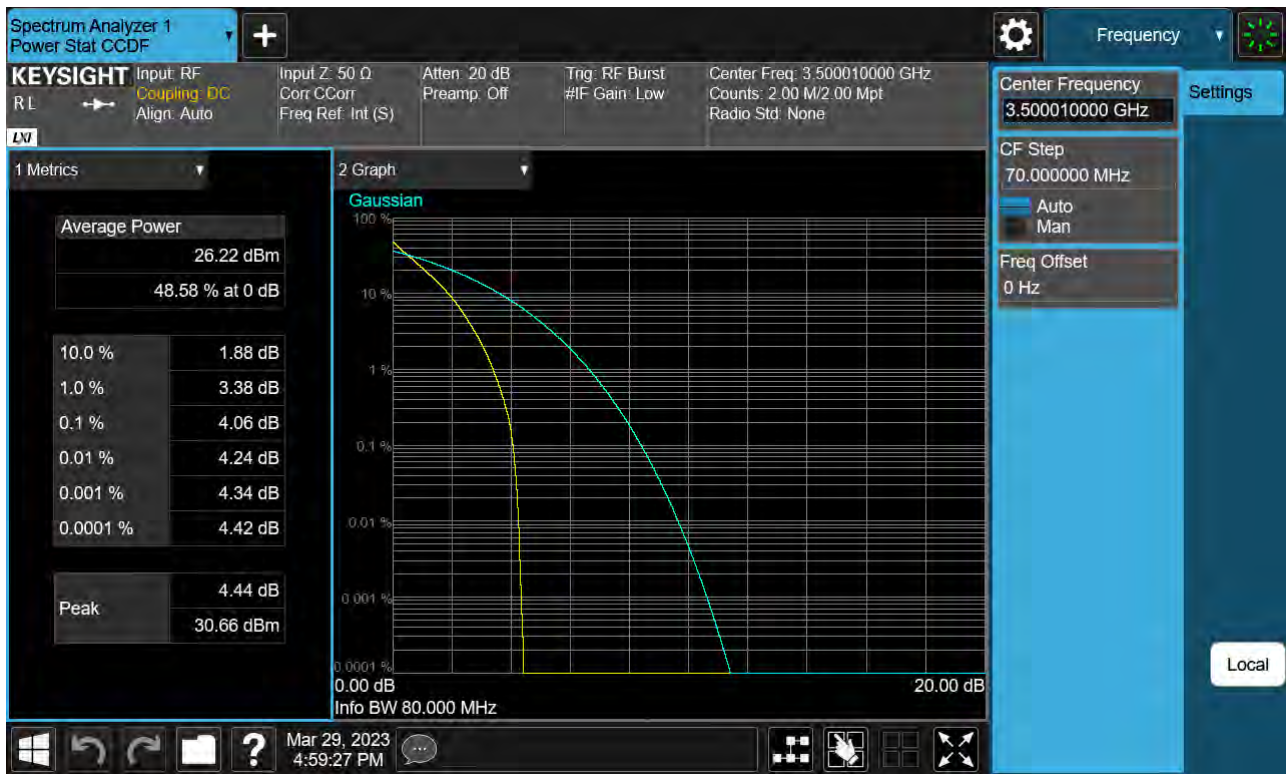 Spectrum Analyzer 1
Power Stat CCDF
+
Frequency
KEYSIGHT
R L
LXI
Input: RF
Coupling: DC
Align: Auto
Input Z: 50 Ω
Corr CCorr
Freq Ref: Int (S)
Atten: 20 dB
Preamp: Off
Trig: RF Burst
#IF Gain: Low
Center Freq: 3.500010000 GHz
Counts: 2.00 M/2.00 Mpt
Radio Std: None
Center Frequency
3.500010000 GHz
Settings
CF Step
70.000000 MHz
Auto
Man
Freq Offset
0 Hz
1 Metrics
Average Power
26.22 dBm
48.58 % at 0 dB
10.0 % 1.88 dB
1.0 % 3.38 dB
0.1 % 4.06 dB
0.01 % 4.24 dB
0.001 % 4.34 dB
0.0001 % 4.42 dB
Peak
4.44 dB
30.66 dBm
2 Graph
Gaussian
100 %
10 %
1 %
0.1 %
0.01 %
0.001 %
0.0001 %
0.00 dB
20.00 dB
Info BW 80.000 MHz
Local
?
Mar 29, 2023
4:59:27 PM